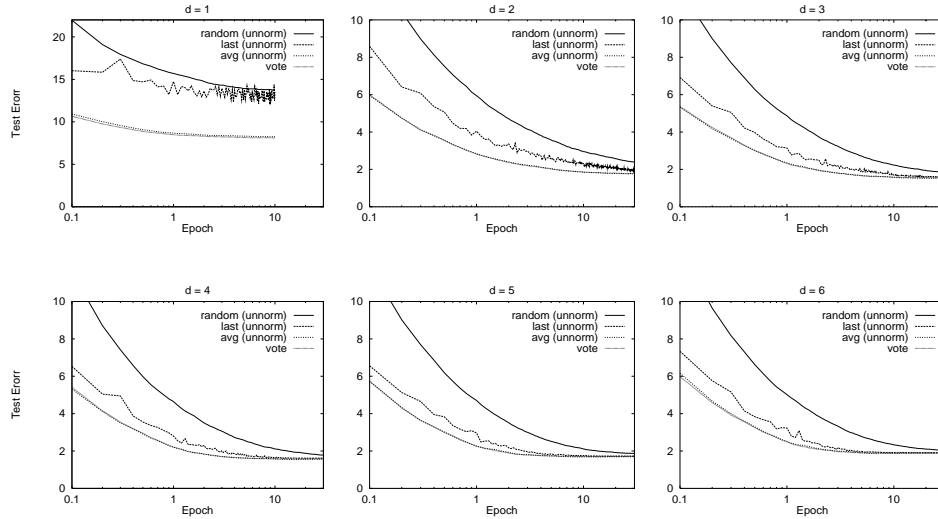 d = 1
random (unnorm)
last (unnorm)
avg (unnorm)
vote
Test Erorr
20
15
10
5
0
0.1
1
10
Epoch
d = 2
random (unnorm)
last (unnorm)
avg (unnorm)
vote
10
8
6
4
2
0
0.1
1
10
Epoch
d = 3
random (unnorm)
last (unnorm)
avg (unnorm)
vote
10
8
6
4
2
0
0.1
1
10
Epoch
d = 4
random (unnorm)
last (unnorm)
avg (unnorm)
vote
Test Erorr
10
8
6
4
2
0
0.1
1
10
Epoch
d = 5
random (unnorm)
last (unnorm)
avg (unnorm)
vote
10
8
6
4
2
0
0.1
1
10
Epoch
d = 6
random (unnorm)
last (unnorm)
avg (unnorm)
vote
10
8
6
4
2
0
0.1
1
10
Epoch